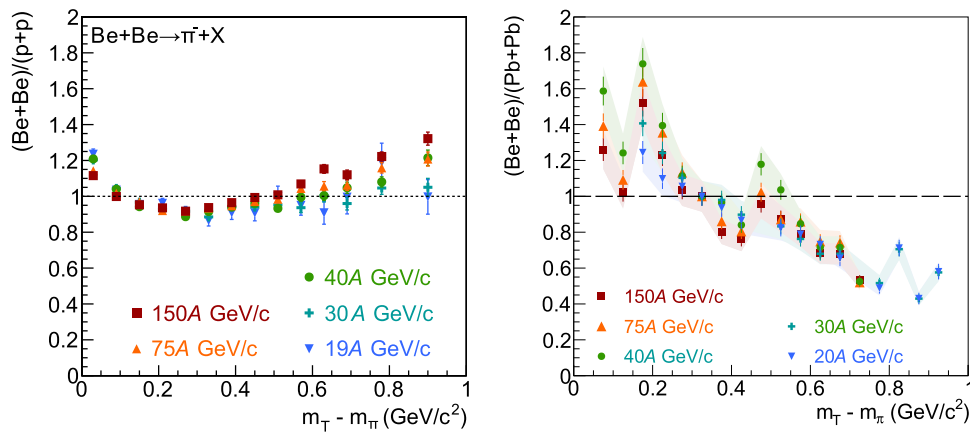 (Be+Be)/(p+p)
Be+Be→π⁻+X
2
1.8
1.6
1.4
1.2
1
0.8
0.6
0.4
0.2
0
40A GeV/c
150A GeV/c
30A GeV/c
75A GeV/c
19A GeV/c
0 0.2 0.4 0.6 0.8 1
m_T - m_π (GeV/c²)
(Be+Be)/(Pb+Pb)
2
1.8
1.6
1.4
1.2
1
0.8
0.6
0.4
0.2
0
150A GeV/c
75A GeV/c
30A GeV/c
40A GeV/c
20A GeV/c
0 0.2 0.4 0.6 0.8 1
m_T - m_π (GeV/c²)